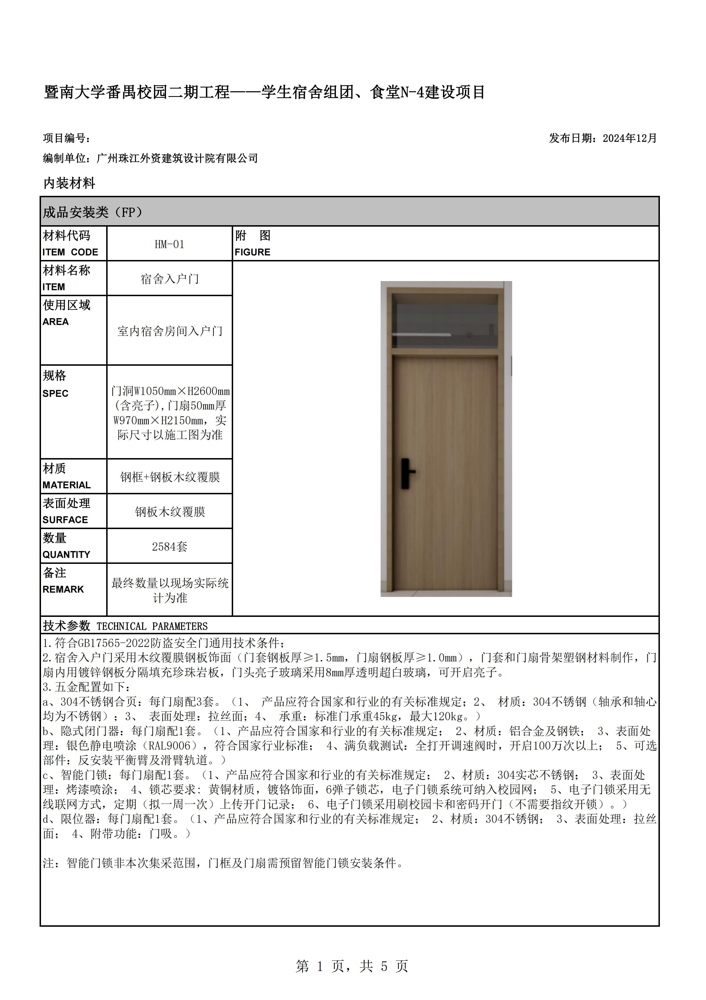 暨南大学番禺校园二期工程——学生宿舍组团、食堂N-4建设项目
项目编号：
发布日期：2024年12月
编制单位：广州珠江外资建筑设计院有限公司
内装材料
成品安装类（FP）
材料代码
ITEM CODE
HM-01
附 图
FIGURE
材料名称
ITEM
宿舍入户门
使用区域
AREA
室内宿舍房间入户门
规格
SPEC
门洞W1050mm×H2600mm
(含亮子),门扇50mm厚
W970mm×H2150mm，实
际尺寸以施工图为准
材质
MATERIAL
钢框+钢板木纹覆膜
表面处理
SURFACE
钢板木纹覆膜
数量
QUANTITY
2584套
备注
REMARK
最终数量以现场实际统
计为准
技术参数 TECHNICAL PARAMETERS
1.符合GB17565-2022防盗安全门通用技术条件；
2.宿舍入户门采用木纹覆膜钢板饰面（门套钢板厚≥1.5mm，门扇钢板厚≥1.0mm），门套和门扇骨架塑钢材料制作，门
扇内用镀锌钢板分隔填充珍珠岩板，门头亮子玻璃采用8mm厚透明超白玻璃，可开启亮子。
3.五金配置如下：
a、304不锈钢合页：每门扇配3套。（1、 产品应符合国家和行业的有关标准规定；2、 材质：304不锈钢（轴承和轴心
均为不锈钢）；3、 表面处理：拉丝面；4、 承重：标准门承重45kg，最大120kg。）
b、隐式闭门器：每门扇配1套。（1、产品应符合国家和行业的有关标准规定； 2、材质：铝合金及钢铁； 3、表面处
理：银色静电喷涂（RAL9006），符合国家行业标准； 4、满负载测试：全打开调速阀时，开启100万次以上； 5、可选
部件：反安装平衡臂及滑臂轨道。）
c、智能门锁：每门扇配1套。（1、产品应符合国家和行业的有关标准规定； 2、材质：304实芯不锈钢； 3、表面处
理：烤漆喷涂； 4、锁芯要求: 黄铜材质，镀铬饰面，6弹子锁芯，电子门锁系统可纳入校园网； 5、电子门锁采用无
线联网方式，定期（拟一周一次）上传开门记录； 6、电子门锁采用刷校园卡和密码开门（不需要指纹开锁）。）
d、限位器：每门扇配1套。（1、产品应符合国家和行业的有关标准规定； 2、材质：304不锈钢； 3、表面处理：拉丝
面； 4、附带功能：门吸。）
注：智能门锁非本次集采范围，门框及门扇需预留智能门锁安装条件。
第 1 页，共 5 页